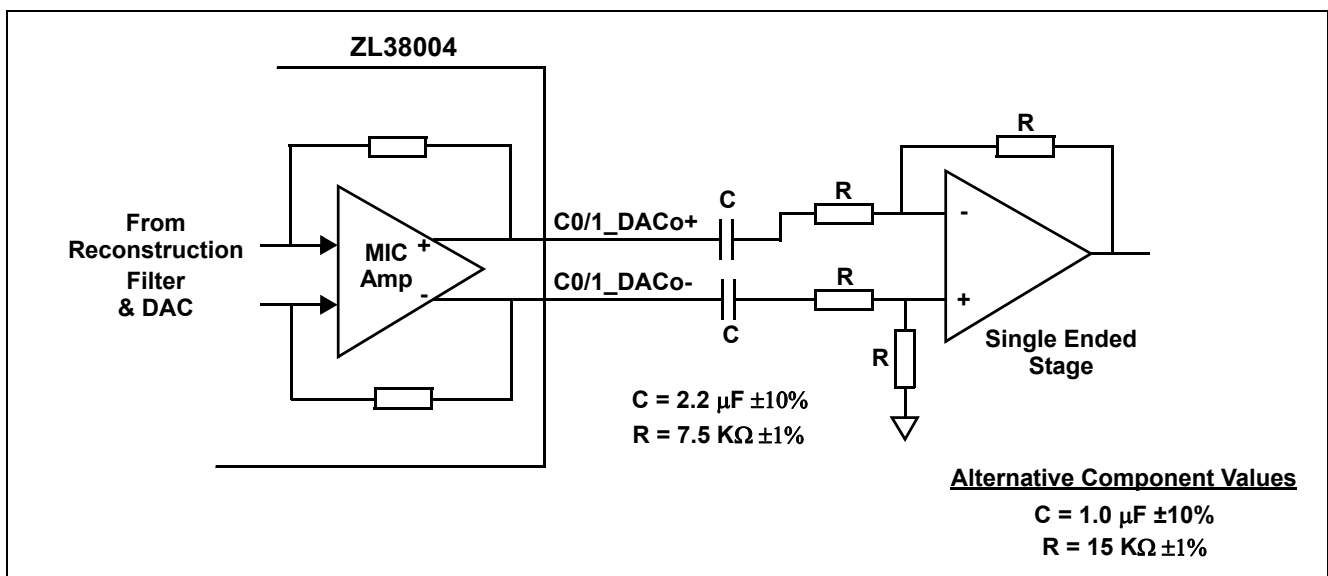 ZL38004
From
Reconstruction
Filter
& DAC
MIC
Amp
+
-
C0/1_DACo+
C0/1_DACo-
C
C
R
R
R
R
-
+
Single Ended
Stage
C = 2.2 μF ±10%
R = 7.5 KΩ ±1%
Alternative Component Values
C = 1.0 μF ±10%
R = 15 KΩ ±1%